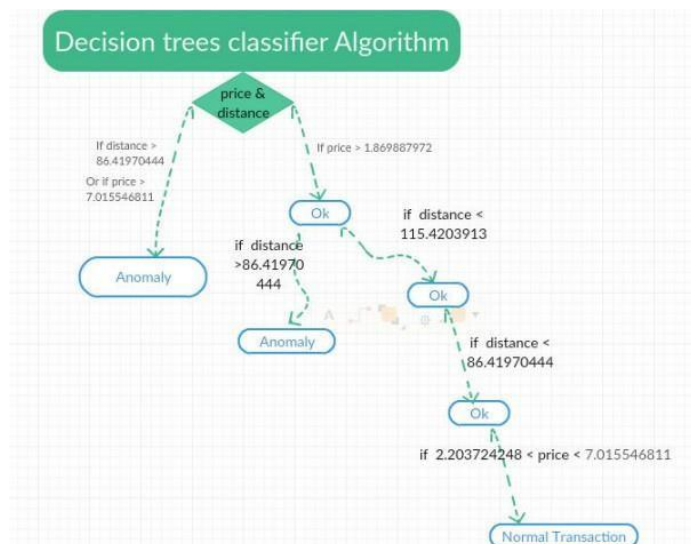 Decision trees classifier Algorithm
price &
distance
If distance >
86.41970444
Or if price >
7.015546811
If price > 1.869887972
Ok
if distance <
115.4203913
if distance
>86.41970
444
Anomaly
Ok
Anomaly
if distance <
86.41970444
Ok
if 2.203724248 < price < 7.015546811
Normal Transaction